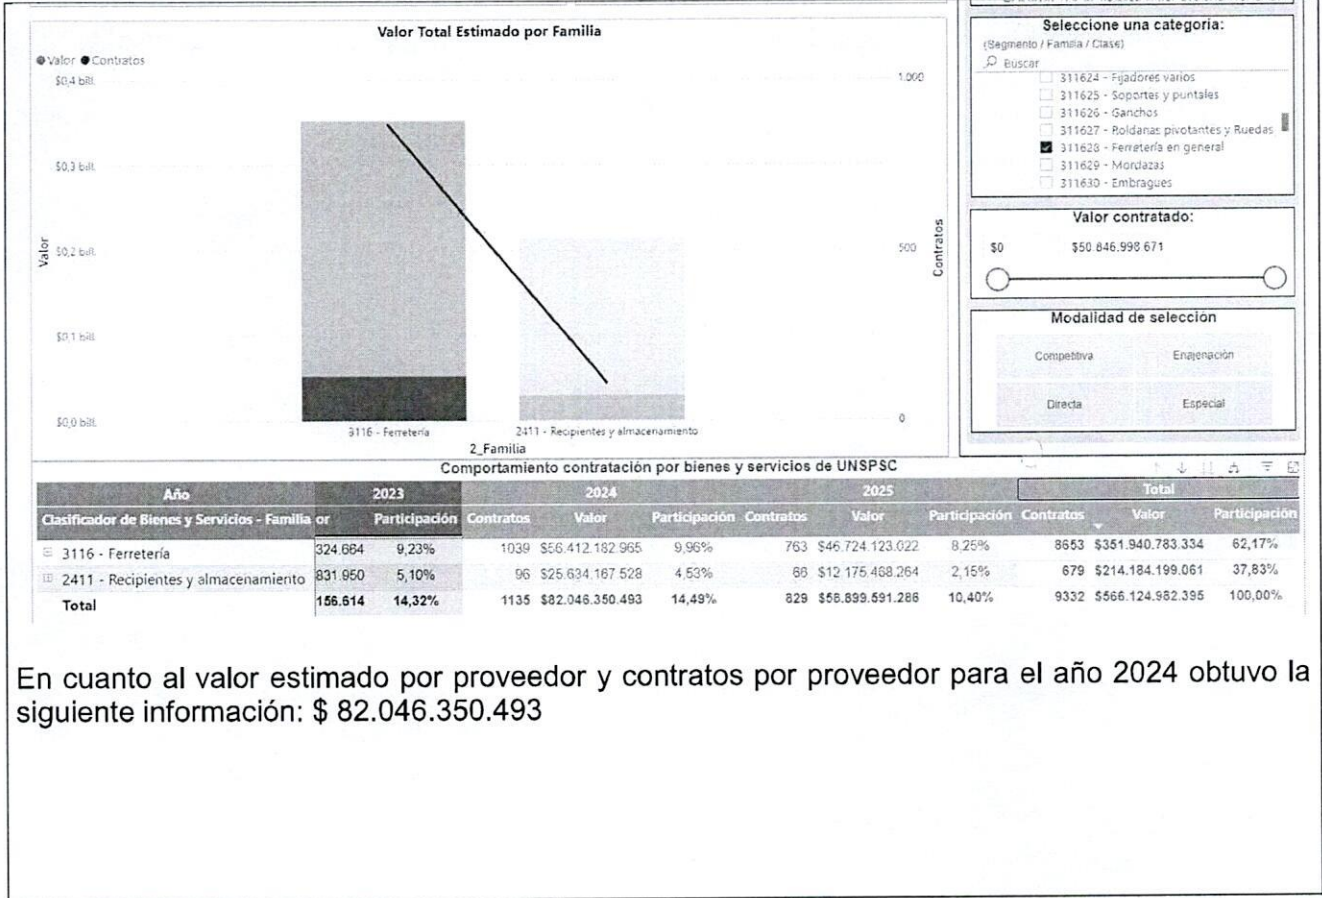 Valor Total Estimado por Familia
Valor Contratos
$0,4 bill.
$0,3 bill.
$0,2 bill.
$0,1 bill.
$0,0 bill.
Valor
1.000
500
0
Contratos
3116 - Ferretería
2411 - Recipientes y almacenamiento
2_Familia
Seleccione una categoría:
(Segmento / Familia / Clase)
Buscar
311624 - Fijadores varios
311625 - Soportes y puntales
311626 - Ganchos
311627 - Roldanas pivotantes y Ruedas
311628 - Ferretería en general
311629 - Mordazas
311630 - Embragues
Valor contratado:
$0 $50.846.998.671
Modalidad de selección
Competitiva Enajenación
Directa Especial
Comportamiento contratación por bienes y servicios de UNSPSC
Año 2023 2024 2025 Total
Clasificador de Bienes y Servicios - Familia or Participación Contratos Valor Participación Contratos Valor Participación Contratos Valor Participación
3116 - Ferretería 324.664 9,23% 1039 $56.412.182.965 9,96% 763 $46.724.123.022 8,25% 8653 $351.940.783.334 62,17%
2411 - Recipientes y almacenamiento 831.950 5,10% 96 $25.634.167.528 4,53% 66 $12.175.468.264 2,15% 679 $214.184.199.061 37,83%
Total 156.614 14,32% 1135 $82.046.350.493 14,49% 829 $58.899.591.286 10,40% 9332 $566.124.982.395 100,00%
En cuanto al valor estimado por proveedor y contratos por proveedor para el año 2024 obtuvo la
siguiente información: $ 82.046.350.493